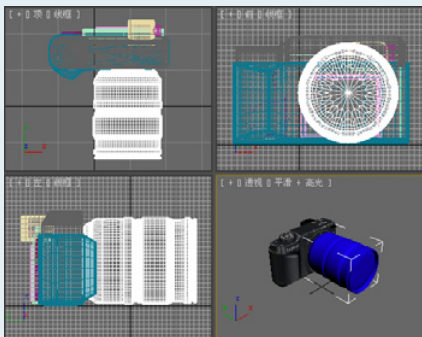 [ + [] 顶 [] 线框 ]
[ + [] 前 [] 线框 ]
[ + [] 左 [] 线框 ]
[ + [] 透视 [] 平滑 + 高光 ]